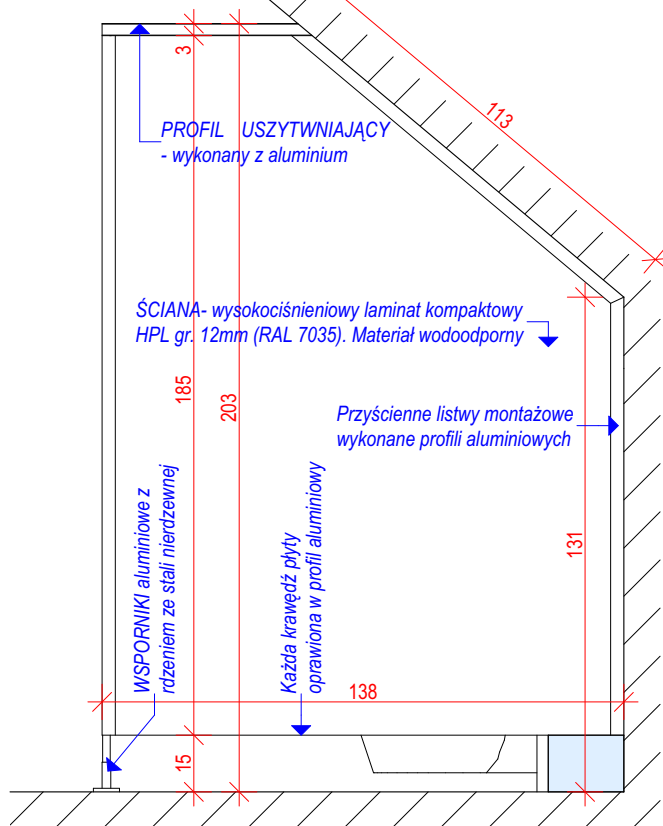 3
113
PROFIL USZYTWNIAJĄCY
- wykonany z aluminium
ŚCIANA- wysokociśnieniowy laminat kompaktowy
HPL gr. 12mm (RAL 7035). Materiał wodoodporny
185
203
Przyścienne listwy montażowe
wykonane profili aluminiowych
WSPORNIKI aluminiowe z
rdzeniem ze stali nierdzewnej
Każda krawędź płyty
oprawiona w profil aluminiowy
131
138
15